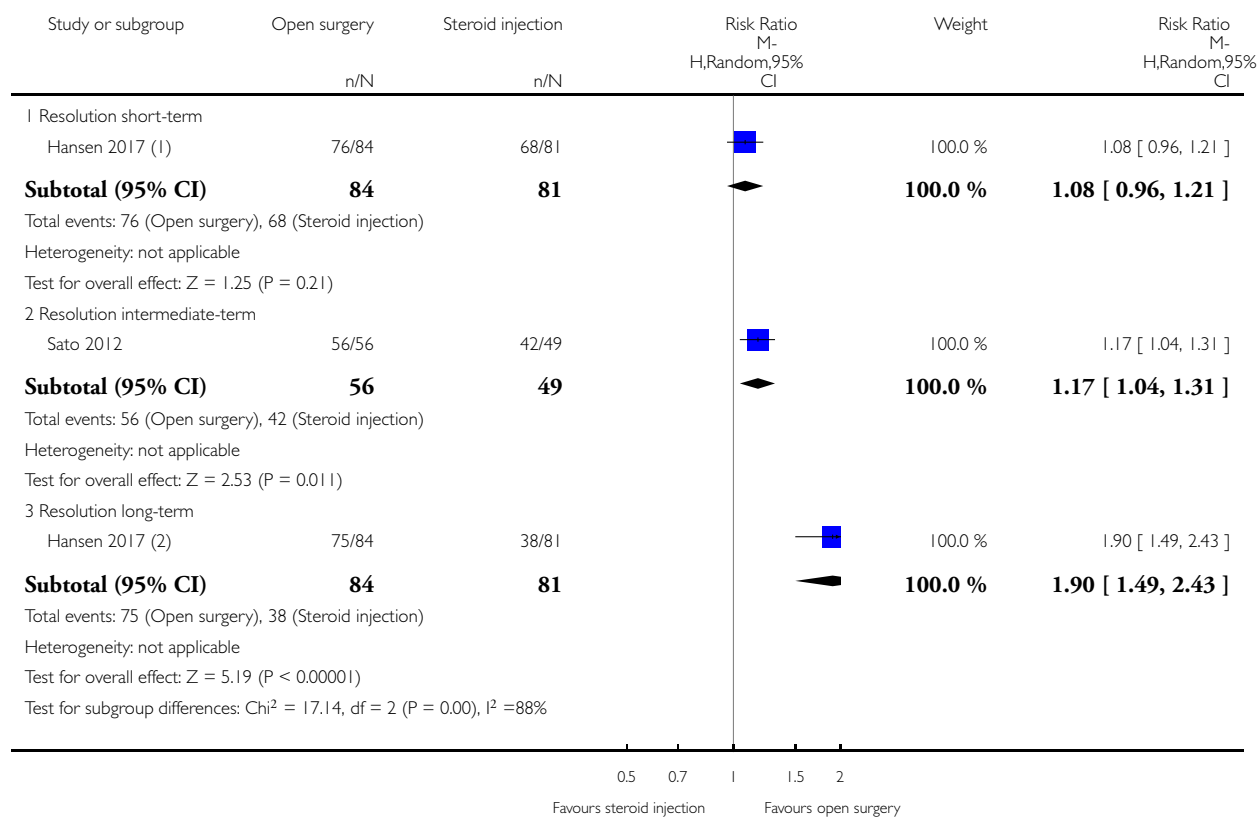 Study or subgroup Open surgery Steroid injection Risk Ratio Weight Risk Ratio
M- M-
H,Random,95% H,Random,95%
n/N n/N CI CI
1 Resolution short-term
Hansen 2017 (1) 76/84 68/81 100.0 % 1.08 [ 0.96, 1.21 ]
Subtotal (95% CI) 84 81 100.0 % 1.08 [ 0.96, 1.21 ]
Total events: 76 (Open surgery), 68 (Steroid injection)
Heterogeneity: not applicable
Test for overall effect: Z = 1.25 (P = 0.21)
2 Resolution intermediate-term
Sato 2012 56/56 42/49 100.0 % 1.17 [ 1.04, 1.31 ]
Subtotal (95% CI) 56 49 100.0 % 1.17 [ 1.04, 1.31 ]
Total events: 56 (Open surgery), 42 (Steroid injection)
Heterogeneity: not applicable
Test for overall effect: Z = 2.53 (P = 0.011)
3 Resolution long-term
Hansen 2017 (2) 75/84 38/81 100.0 % 1.90 [ 1.49, 2.43 ]
Subtotal (95% CI) 84 81 100.0 % 1.90 [ 1.49, 2.43 ]
Total events: 75 (Open surgery), 38 (Steroid injection)
Heterogeneity: not applicable
Test for overall effect: Z = 5.19 (P < 0.00001)
Test for subgroup differences: Chi² = 17.14, df = 2 (P = 0.00), I² =88%
0.5 0.7 1 1.5 2
Favours steroid injection Favours open surgery